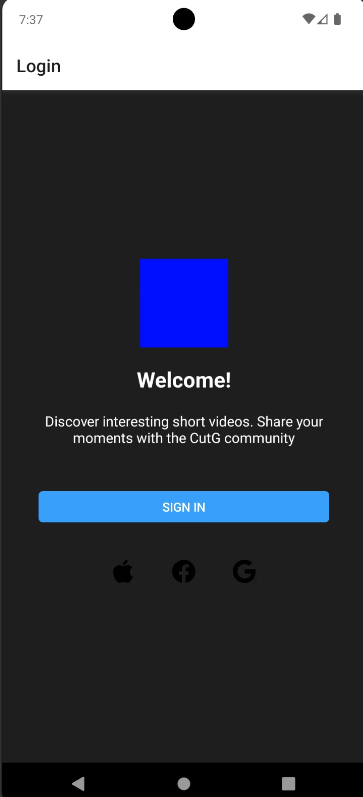 7:37
Login
Welcome!
Discover interesting short videos. Share your
moments with the CutG community
SIGN IN